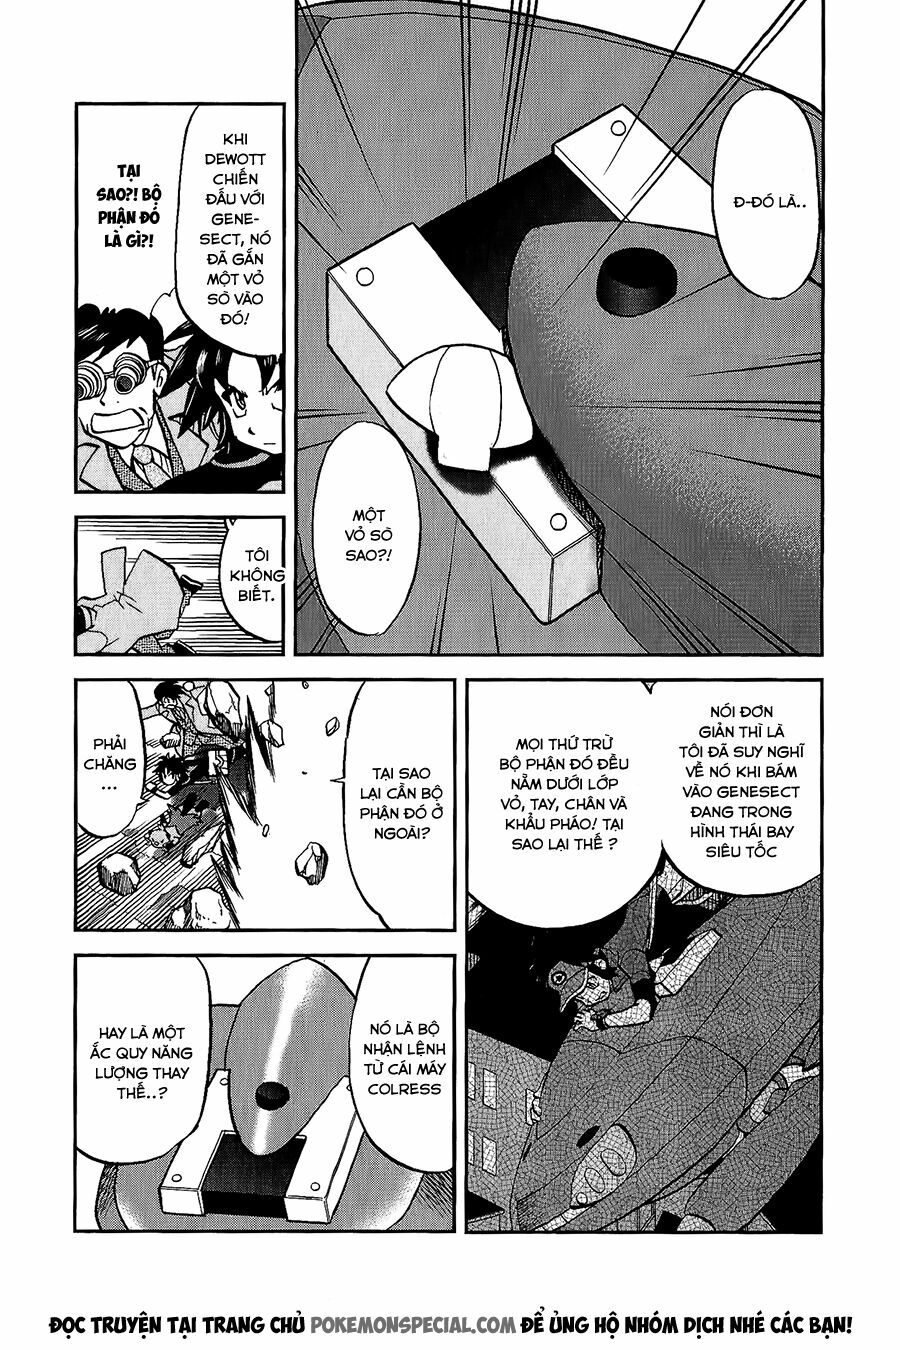 Đ-ĐÓ LÀ..
MỘT
VỎ SÒ
SAO?!
KHI
DEWOTT
CHIẾN
ĐẤU VỚI
GENE-
SECT, NÓ
ĐÃ GẮN
MỘT VỎ
SÒ VÀO
ĐÓ!
TẠI
SAO?! BỘ
PHẬN ĐÓ
LÀ GÌ?!
TÔI
KHÔNG
BIẾT.
NÓI ĐƠN
GIẢN THÌ LÀ
TÔI ĐÃ SUY NGHĨ
VỀ NÓ KHI BÁM
VÀO GENESECT
ĐANG TRONG
HÌNH THÁI BAY
SIÊU TỐC
MỌI THỨ TRỪ
BỘ PHẬN ĐÓ ĐỀU
NẰM DƯỚI LỚP
VỎ, TAY, CHÂN VÀ
KHẨU PHÁO! TẠI
SAO LẠI THẾ ?
TẠI SAO
LẠI CẦN BỘ
PHẬN ĐÓ Ở
NGOÀI?
PHẢI
CHĂNG
...
NÓ LÀ BỘ
NHẬN LỆNH
TỪ CÁI MÁY
COLRESS
HAY LÀ MỘT
ẮC QUY NĂNG
LƯỢNG THAY
THẾ..?
ĐỌC TRUYỆN TẠI TRANG CHỦ POKEMONSPECIAL.COM ĐỂ ỦNG HỘ NHÓM DỊCH NHÉ CÁC BẠN!